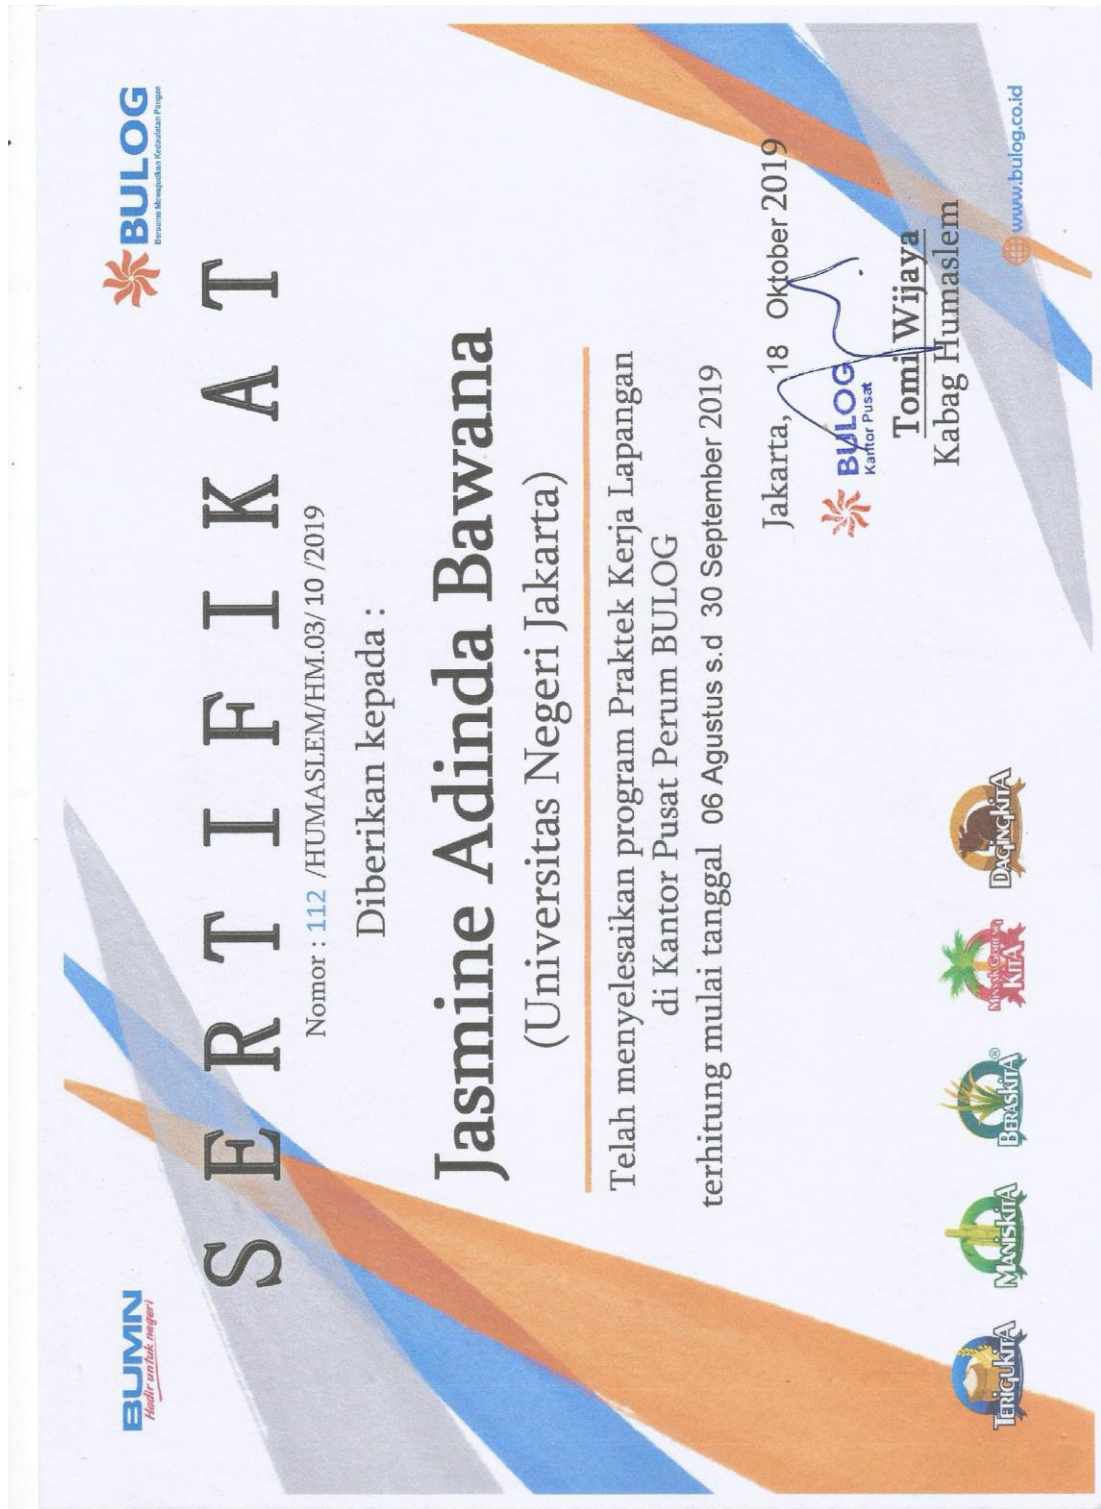 BUMN
Hadir untuk negeri
BULOG
Bersama Mewujudkan Kedaulatan Pangan
SERTIFIKAT
Nomor : 112 /HUMASLEM/HM.03/ 10 /2019
Diberikan kepada :
Jasmine Adinda Bawana
(Universitas Negeri Jakarta)
Telah menyelesaikan program Praktek Kerja Lapangan
di Kantor Pusat Perum BULOG
terhitung mulai tanggal 06 Agustus s.d 30 September 2019
Jakarta, 18 Oktober 2019
BULOG
Kantor Pusat
Tomi Wijaya
Kabag Humaslem
TERIGUKITA
MANISKITA
BERASKITA®
MINYAK GORENG
KITA
DAGINGKITA
www.bulog.co.id